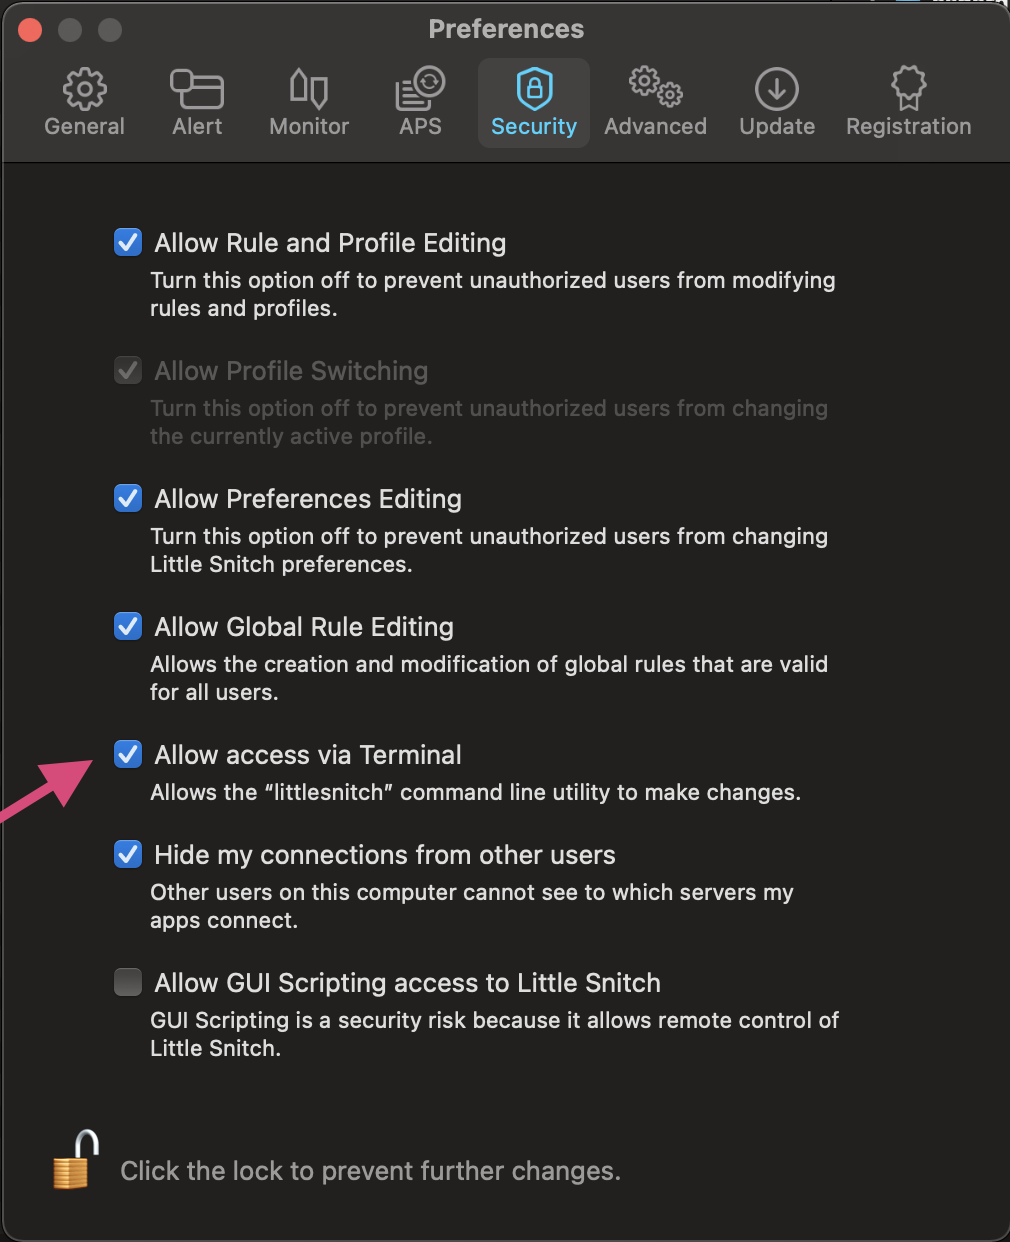 Preferences
General
Alert
Monitor
APS
Security
Advanced
Update
Registration
Allow Rule and Profile Editing
Turn this option off to prevent unauthorized users from modifying
rules and profiles.
Allow Profile Switching
Turn this option off to prevent unauthorized users from changing
the currently active profile.
Allow Preferences Editing
Turn this option off to prevent unauthorized users from changing
Little Snitch preferences.
Allow Global Rule Editing
Allows the creation and modification of global rules that are valid
for all users.
Allow access via Terminal
Allows the “littlesnitch” command line utility to make changes.
Hide my connections from other users
Other users on this computer cannot see to which servers my
apps connect.
Allow GUI Scripting access to Little Snitch
GUI Scripting is a security risk because it allows remote control of
Little Snitch.
Click the lock to prevent further changes.